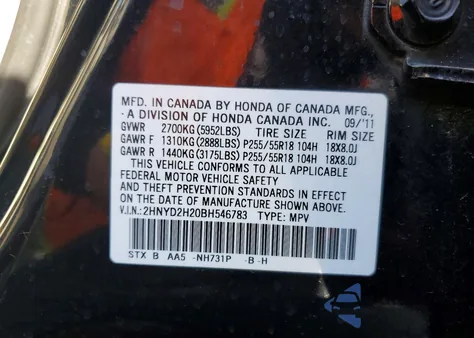 MFD. IN CANADA BY HONDA OF CANADA MFG.,
- A DIVISION OF HONDA CANADA INC. 09/'11
GVWR 2700KG (5952LBS) TIRE SIZE RIM SIZE
GAWR F 1310KG (2888LBS) P255/55R18 104H 18X8.0J
GAWR R 1440KG (3175LBS) P255/55R18 104H 18X8.0J
THIS VEHICLE CONFORMS TO ALL APPLICABLE
FEDERAL MOTOR VEHICLE SAFETY
AND THEFT PREVENTION STANDARDS IN EFFECT
ON THE DATE OF MANUFACTURE SHOWN ABOVE.
V.I.N.: 2HNYD2H20BH546783 TYPE: MPV
STX B AA5 -NH731P -B -H